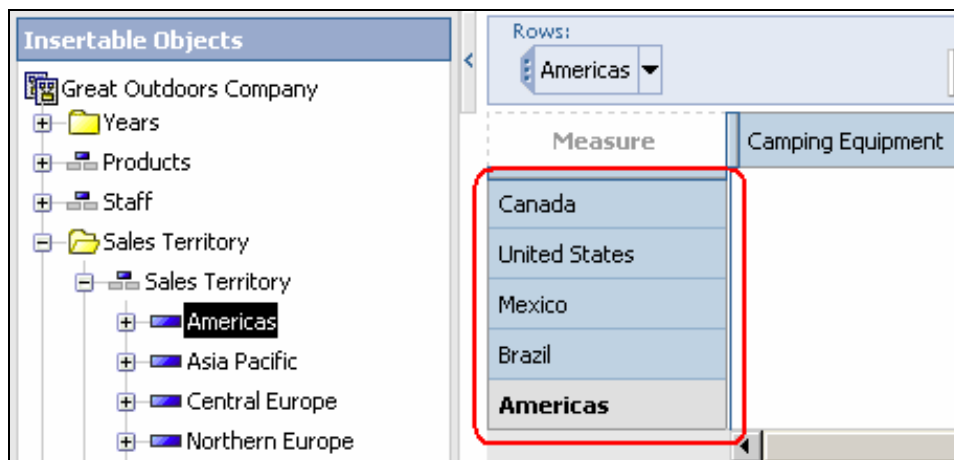 Insertable Objects
Great Outdoors Company
Years
Products
Staff
Sales Territory
Sales Territory
Americas
Asia Pacific
Central Europe
Northern Europe
Rows:
Americas
Measure
Camping Equipment
Canada
United States
Mexico
Brazil
Americas